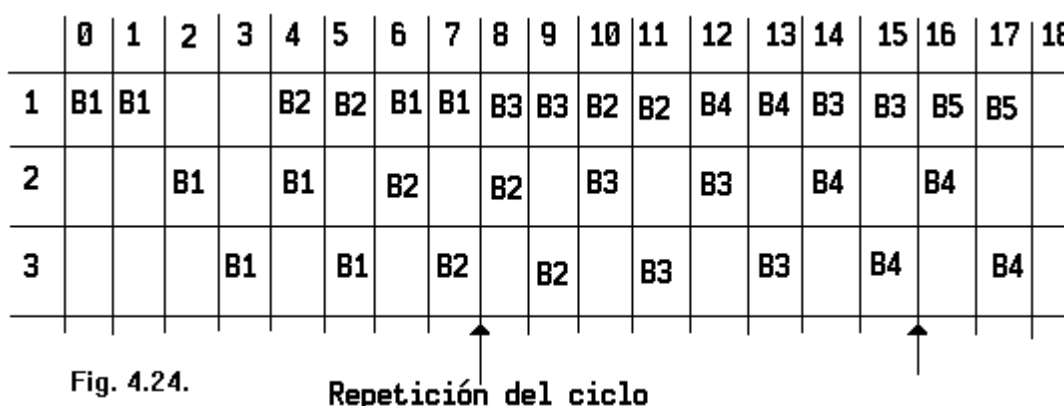 0 1 2 3 4 5 6 7 8 9 10 11 12 13 14 15 16 17 18
1 B1 B1 B2 B2 B1 B1 B3 B3 B2 B2 B4 B4 B3 B3 B5 B5
2 B1 B1 B2 B2 B3 B3 B4 B4
3 B1 B1 B2 B2 B3 B3 B4 B4
Fig. 4.24.
Repetición del ciclo